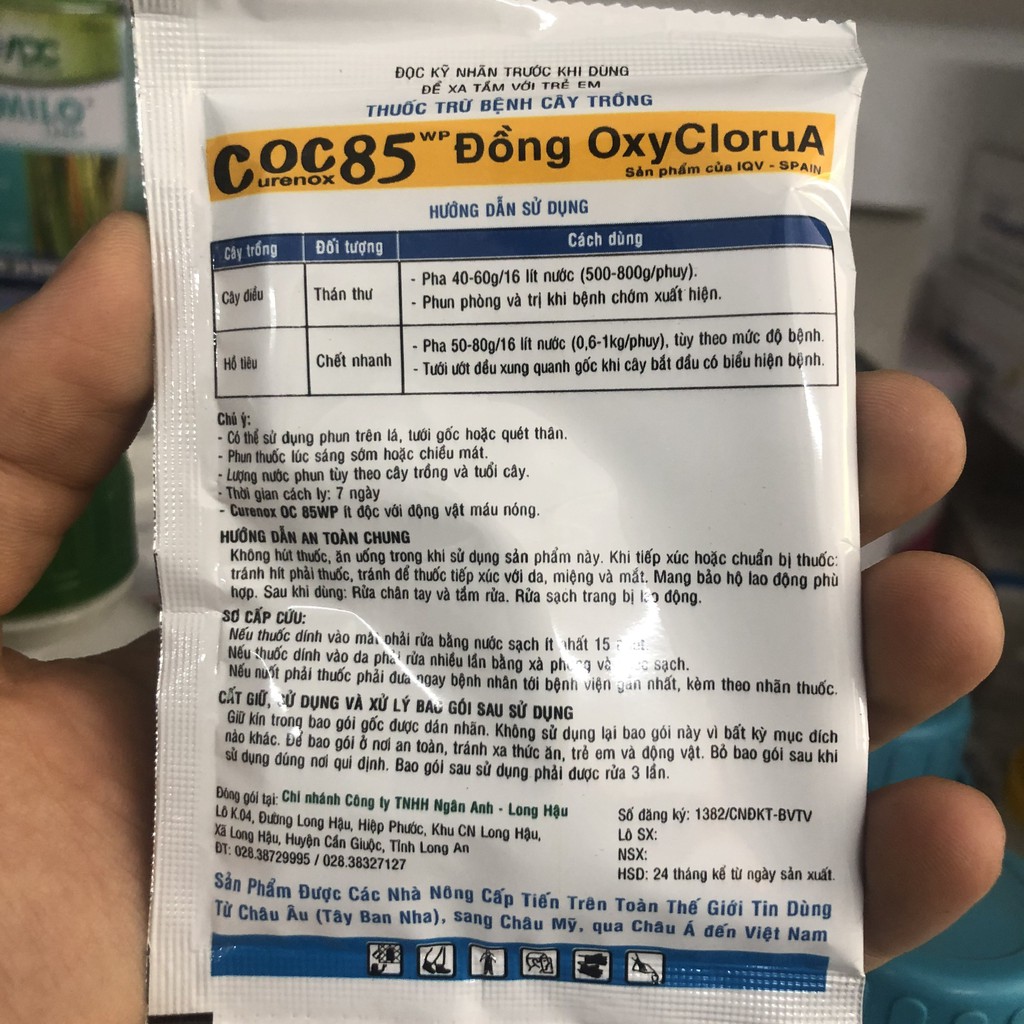 ADC
MILO
ĐỌC KỸ NHÃN TRƯỚC KHI DÙNG
ĐỂ XA TẦM VỚI TRẺ EM
THUỐC TRỪ BỆNH CÂY TRỒNG
Curenox OC 85 WP Đồng OxyCloruA
Sản phẩm của IQV - SPAIN
HƯỚNG DẪN SỬ DỤNG
Cây trồng Đối tượng Cách dùng
Cây điều Thán thư - Pha 40-60g/16 lít nước (500-800g/phuy).
- Phun phòng và trị khi bệnh chớm xuất hiện.
Hồ tiêu Chết nhanh - Pha 50-80g/16 lít nước (0,6-1kg/phuy), tùy theo mức độ bệnh.
- Tưới ướt đều xung quanh gốc khi cây bắt đầu có biểu hiện bệnh.
Chú ý:
- Có thể sử dụng phun trên lá, tưới gốc hoặc quét thân.
- Phun thuốc lúc sáng sớm hoặc chiều mát.
- Lượng nước phun tùy theo cây trồng và tuổi cây.
- Thời gian cách ly: 7 ngày
- Curenox OC 85WP ít độc với động vật máu nóng.
HƯỚNG DẪN AN TOÀN CHUNG
Không hút thuốc, ăn uống trong khi sử dụng sản phẩm này. Khi tiếp xúc hoặc chuẩn bị thuốc:
tránh hít phải thuốc, tránh để thuốc tiếp xúc với da, miệng và mắt. Mang bảo hộ lao động phù
hợp. Sau khi dùng: Rửa chân tay và tắm rửa. Rửa sạch trang bị lao động.
SƠ CẤP CỨU:
Nếu thuốc dính vào mắt phải rửa bằng nước sạch ít nhất 15
Nếu thuốc dính vào da phải rửa nhiều lần bằng xà phòng và sạch.
Nếu nuốt phải thuốc phải đưa ngay bệnh nhân tới bệnh viện gần nhất, kèm theo nhãn thuốc.
CẤT GIỮ, SỬ DỤNG VÀ XỬ LÝ BAO GÓI SAU SỬ DỤNG
Giữ kín trong bao gói gốc được dán nhãn. Không sử dụng lại bao gói này vì bất kỳ mục đích
nào khác. Để bao gói ở nơi an toàn, tránh xa thức ăn, trẻ em và động vật. Bỏ bao gói sau khi
sử dụng đúng nơi qui định. Bao gói sau sử dụng phải được rửa 3 lần.
Đóng gói tại: Chi nhánh Công ty TNHH Ngân Anh - Long Hậu
Lô K.04, Đường Long Hậu, Hiệp Phước, Khu CN Long Hậu,
Xã Long Hậu, Huyện Cần Giuộc, Tỉnh Long An
ĐT: 028.38729995 / 028.38327127
Số đăng ký: 1382/CNĐKT-BVTV
Lô SX:
NSX:
HSD: 24 tháng kể từ ngày sản xuất.
Sản Phẩm Được Các Nhà Nông Cấp Tiến Trên Toàn Thế Giới Tin Dùng
Từ Châu Âu (Tây Ban Nha), sang Châu Mỹ, qua Châu Á đến Việt Nam